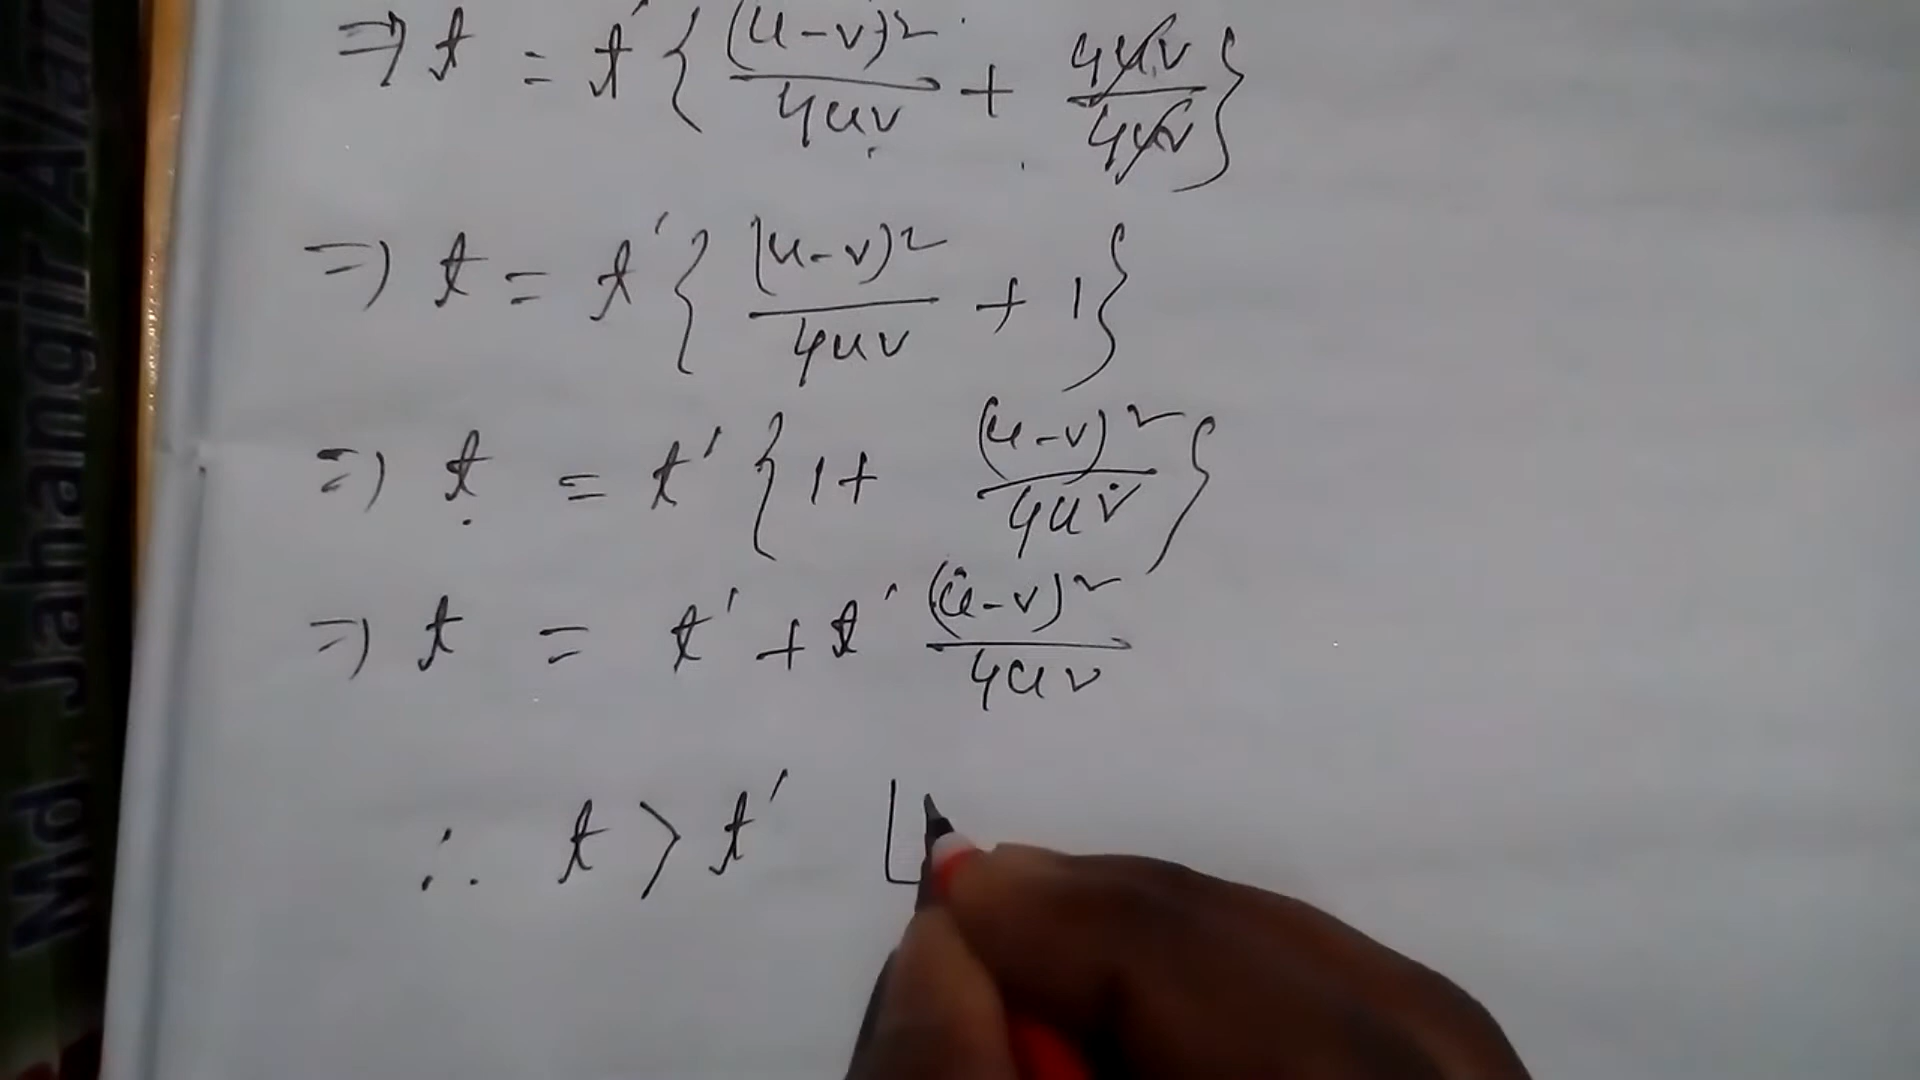 ⇒ t = t' { (u-v)² / 4uv + 4uv / 4uv }
⇒ t = t' { (u-v)² / 4uv + 1 }
⇒ t = t' { 1 + (u-v)² / 4uv }
⇒ t = t' + t' (u-v)² / 4uv
∴ t > t' [
Md. Jahangir Alam